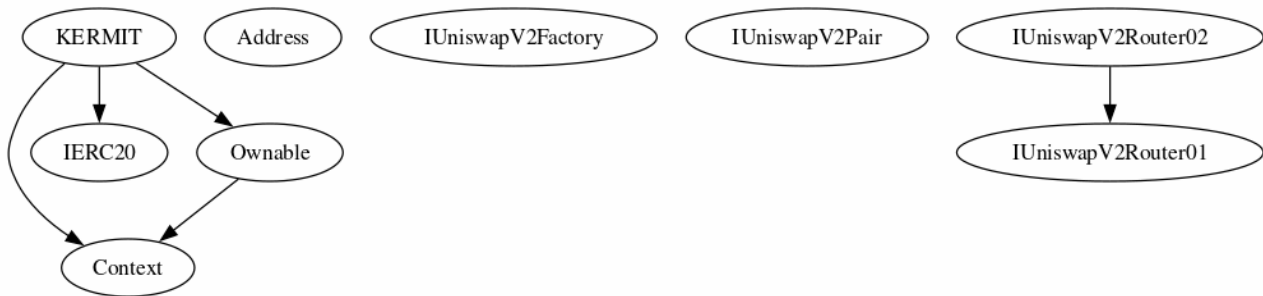 KERMIT
Address
IUniswapV2Factory
IUniswapV2Pair
IUniswapV2Router02
IERC20
Ownable
IUniswapV2Router01
Context